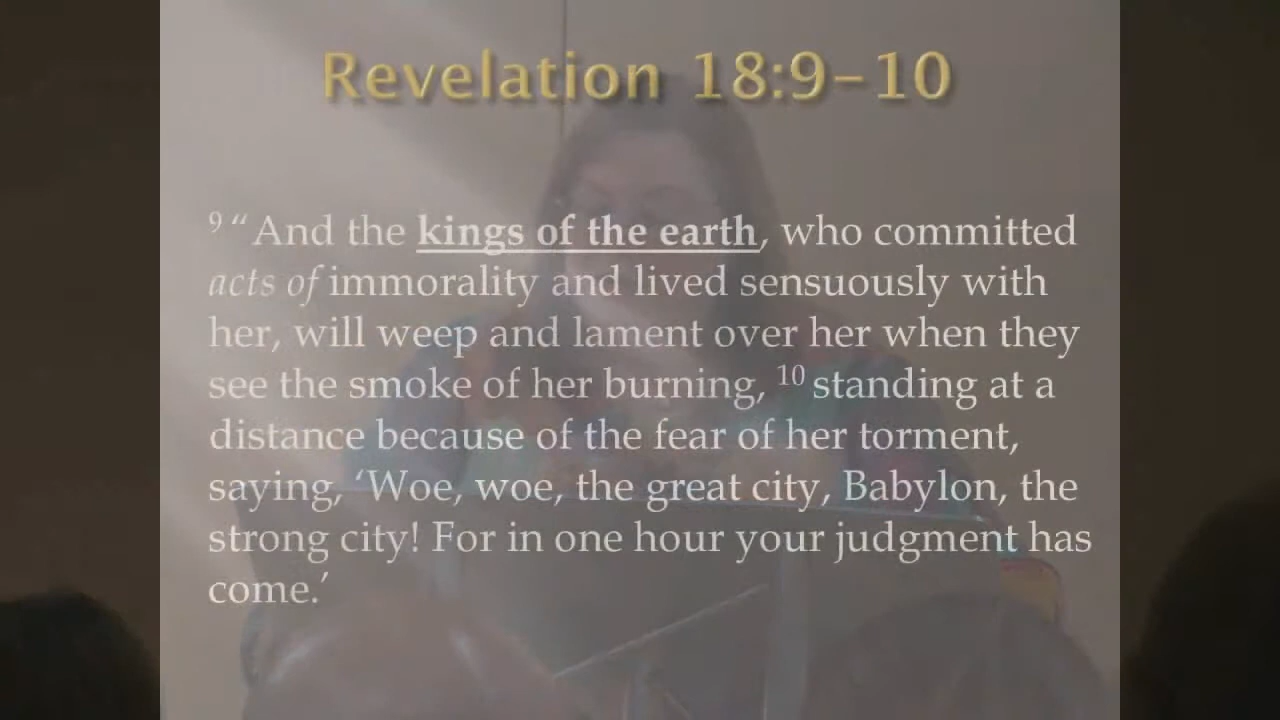 Revelation 18:9–10
9 “And the kings of the earth, who committed
acts of immorality and lived sensuously with
her, will weep and lament over her when they
see the smoke of her burning, 10 standing at a
distance because of the fear of her torment,
saying, ‘Woe, woe, the great city, Babylon, the
strong city! For in one hour your judgment has
come.’